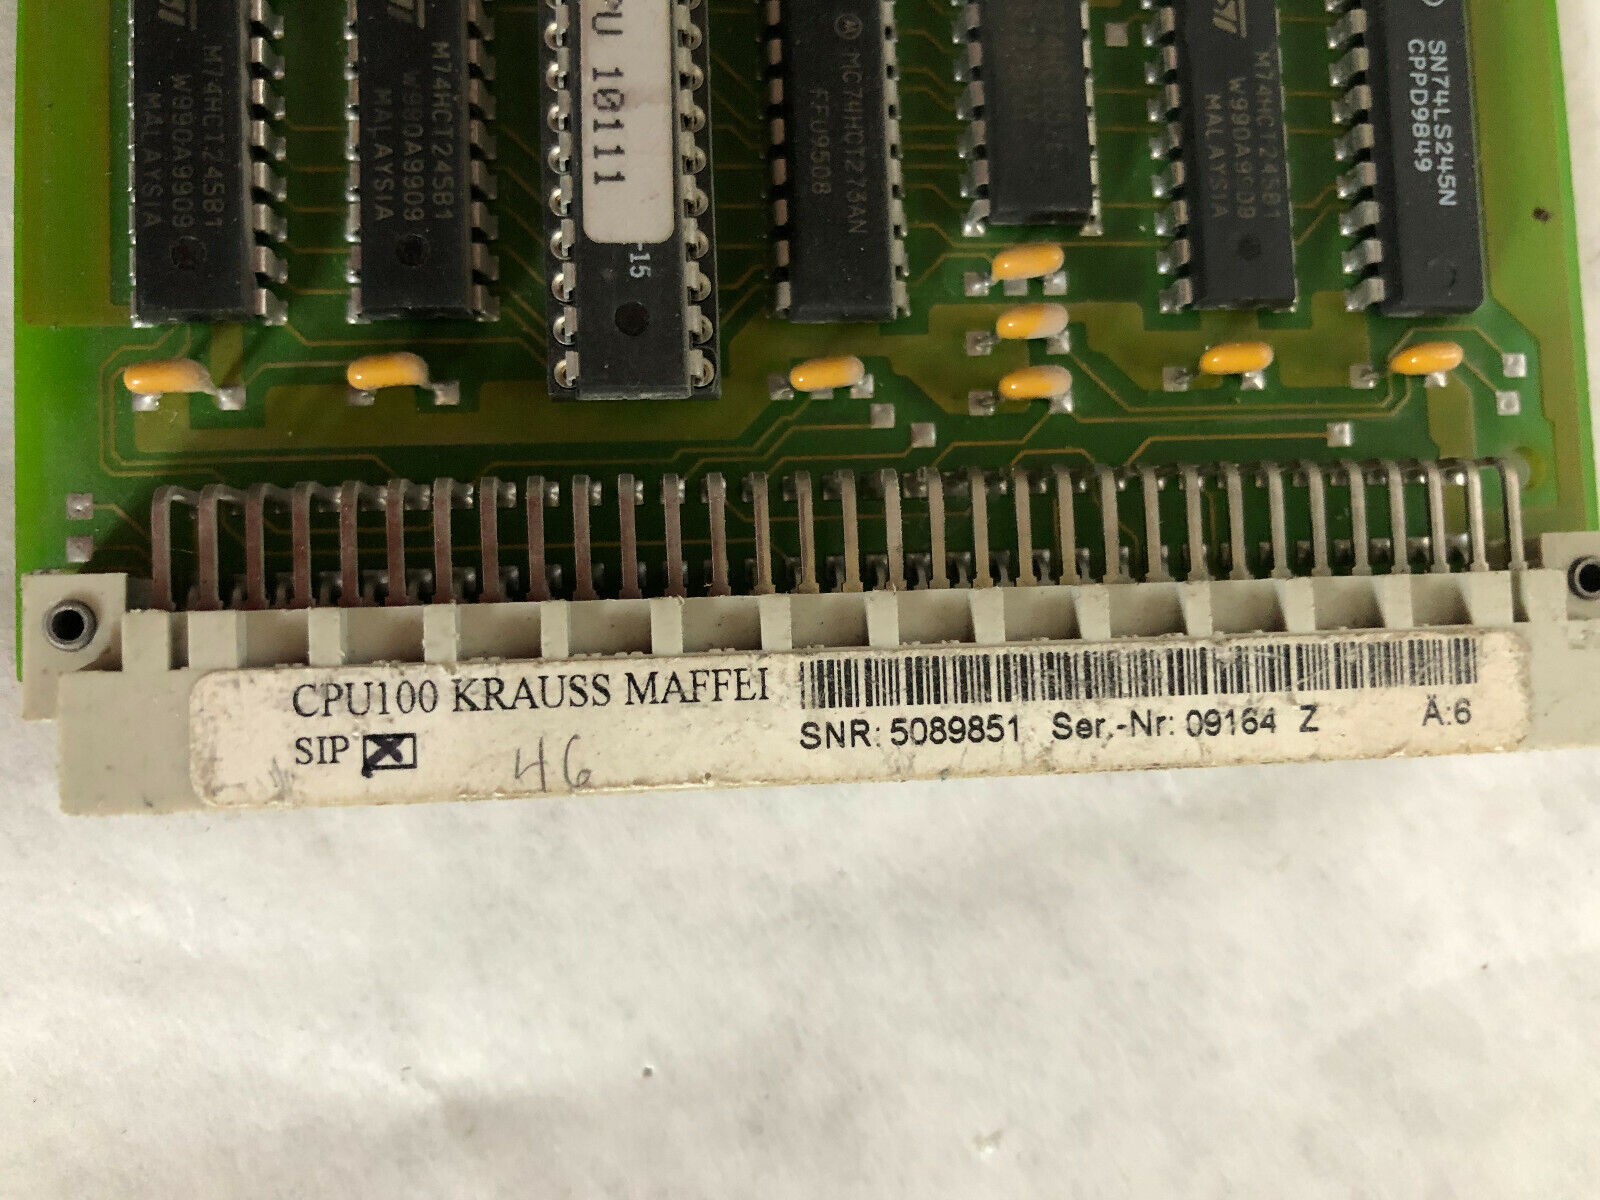 M74HCT245B1
W990A9909
MALAYSIA
M74HCT245B1
W990A9909
MALAYSIA
PU 10111
-15
MC74HCT273AN
FFU9508
M74HCT245B1
MALAYSIA
SN74LS245N
CPPD9849
CPU100 KRAUSS MAFFEI
SIP
46
SNR: 5089851 Ser.-Nr: 09164 Z Ä:6